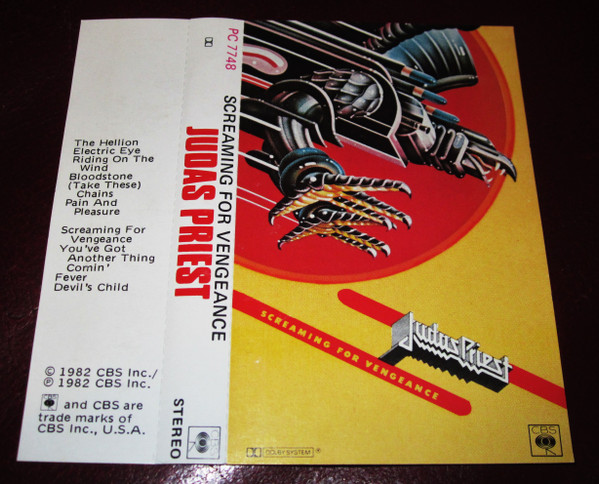 The Hellion
Electric Eye
Riding On The
Wind
Bloodstone
(Take These)
Chains
Pain And
Pleasure
Screaming For
Vengeance
You've Got
Another Thing
Comin'
Fever
Devil's Child
© 1982 CBS Inc./
℗ 1982 CBS Inc.
and CBS are
trade marks of
CBS Inc., U.S.A.
PC 7748
SCREAMING FOR VENGEANCE
JUDAS PRIEST
STEREO
Judas Priest
SCREAMING FOR VENGEANCE
DOLBY SYSTEM ®
CBS